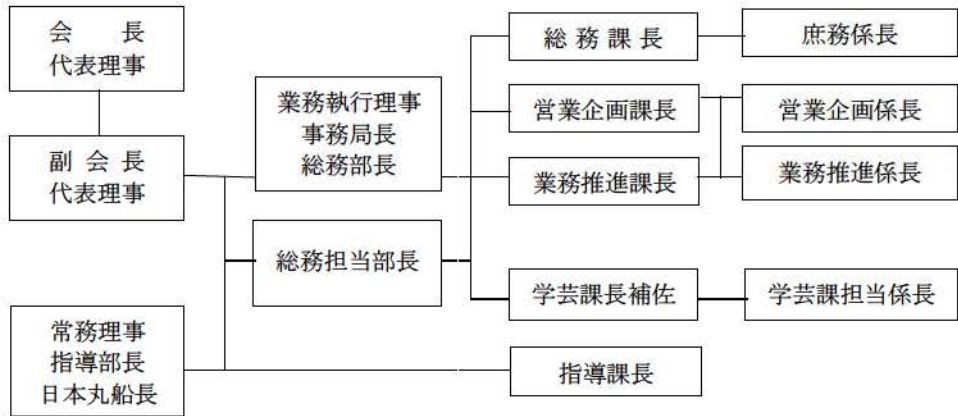 会　　長
代表理事
副 会 長
代表理事
常務理事
指導部長
日本丸船長
業務執行理事
事務局長
総務部長
総務担当部長
総 務 課 長
営業企画課長
業務推進課長
学芸課長補佐
指導課長
庶務係長
営業企画係長
業務推進係長
学芸課担当係長